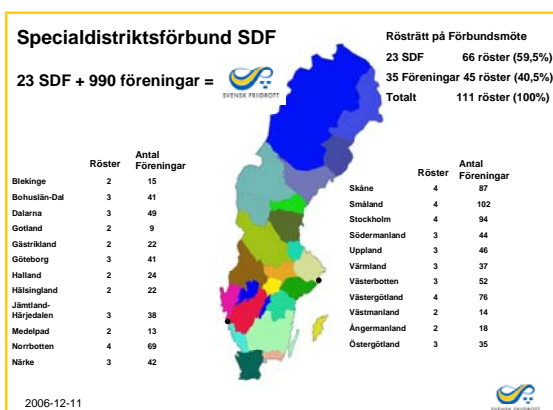 Specialdistriktsförbund SDF
23 SDF + 990 föreningar =
SVENSK FRIIDROTT
Rösträtt på Förbundsmöte
23 SDF 66 röster (59,5%)
35 Föreningar 45 röster (40,5%)
Totalt 111 röster (100%)
Röster Antal Föreningar
Blekinge 2 15
Bohuslän-Dal 3 41
Dalarna 3 49
Gotland 2 9
Gästrikland 2 22
Göteborg 3 41
Halland 2 24
Hälsingland 2 22
Jämtland-
Härjedalen 3 38
Medelpad 2 13
Norrbotten 4 69
Närke 3 42
Röster Antal Föreningar
Skåne 4 87
Småland 4 102
Stockholm 4 94
Södermanland 3 44
Uppland 3 46
Värmland 3 37
Västerbotten 3 52
Västergötland 4 76
Västmanland 2 14
Ångermanland 2 18
Östergötland 3 35
2006-12-11
SVENSK FRIIDROTT